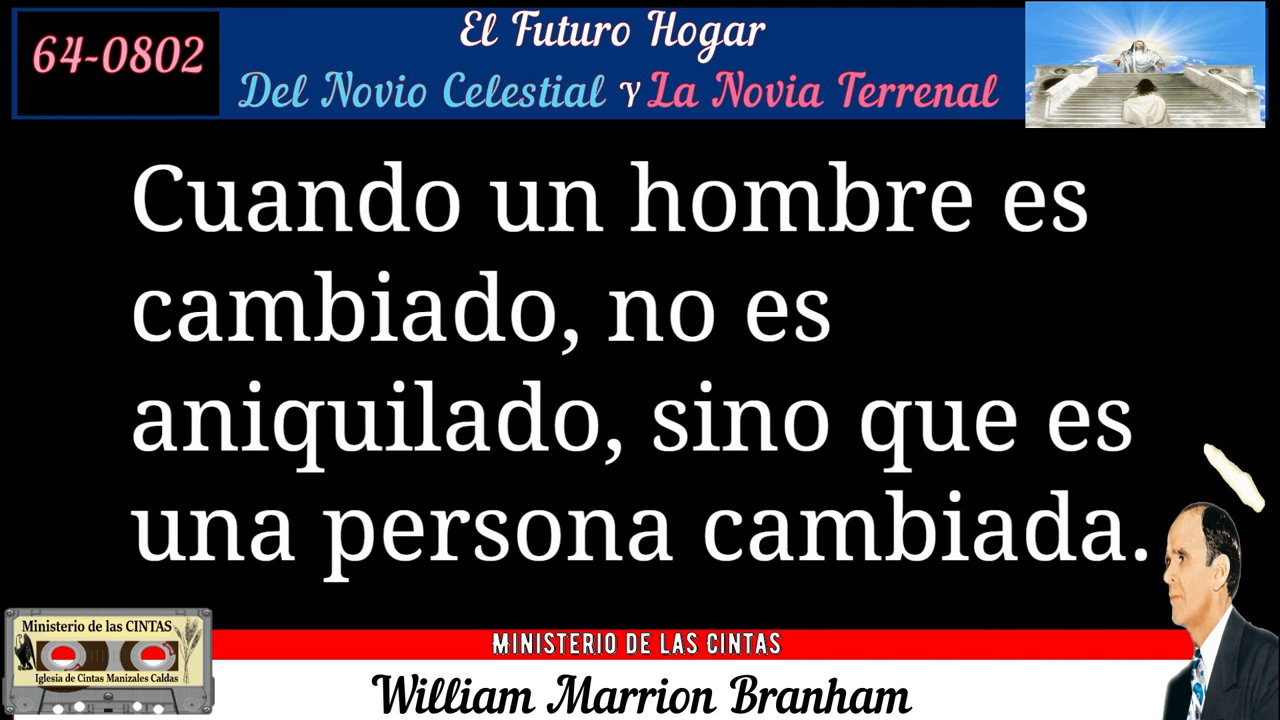 64-0802
El Futuro Hogar
Del Novio Celestial Y La Novia Terrenal
Cuando un hombre es
cambiado, no es
aniquilado, sino que es
una persona cambiada.
Ministerio de las CINTAS
Iglesia de Cintas Manizales Caldas
MINISTERIO DE LAS CINTAS
William Marrion Branham